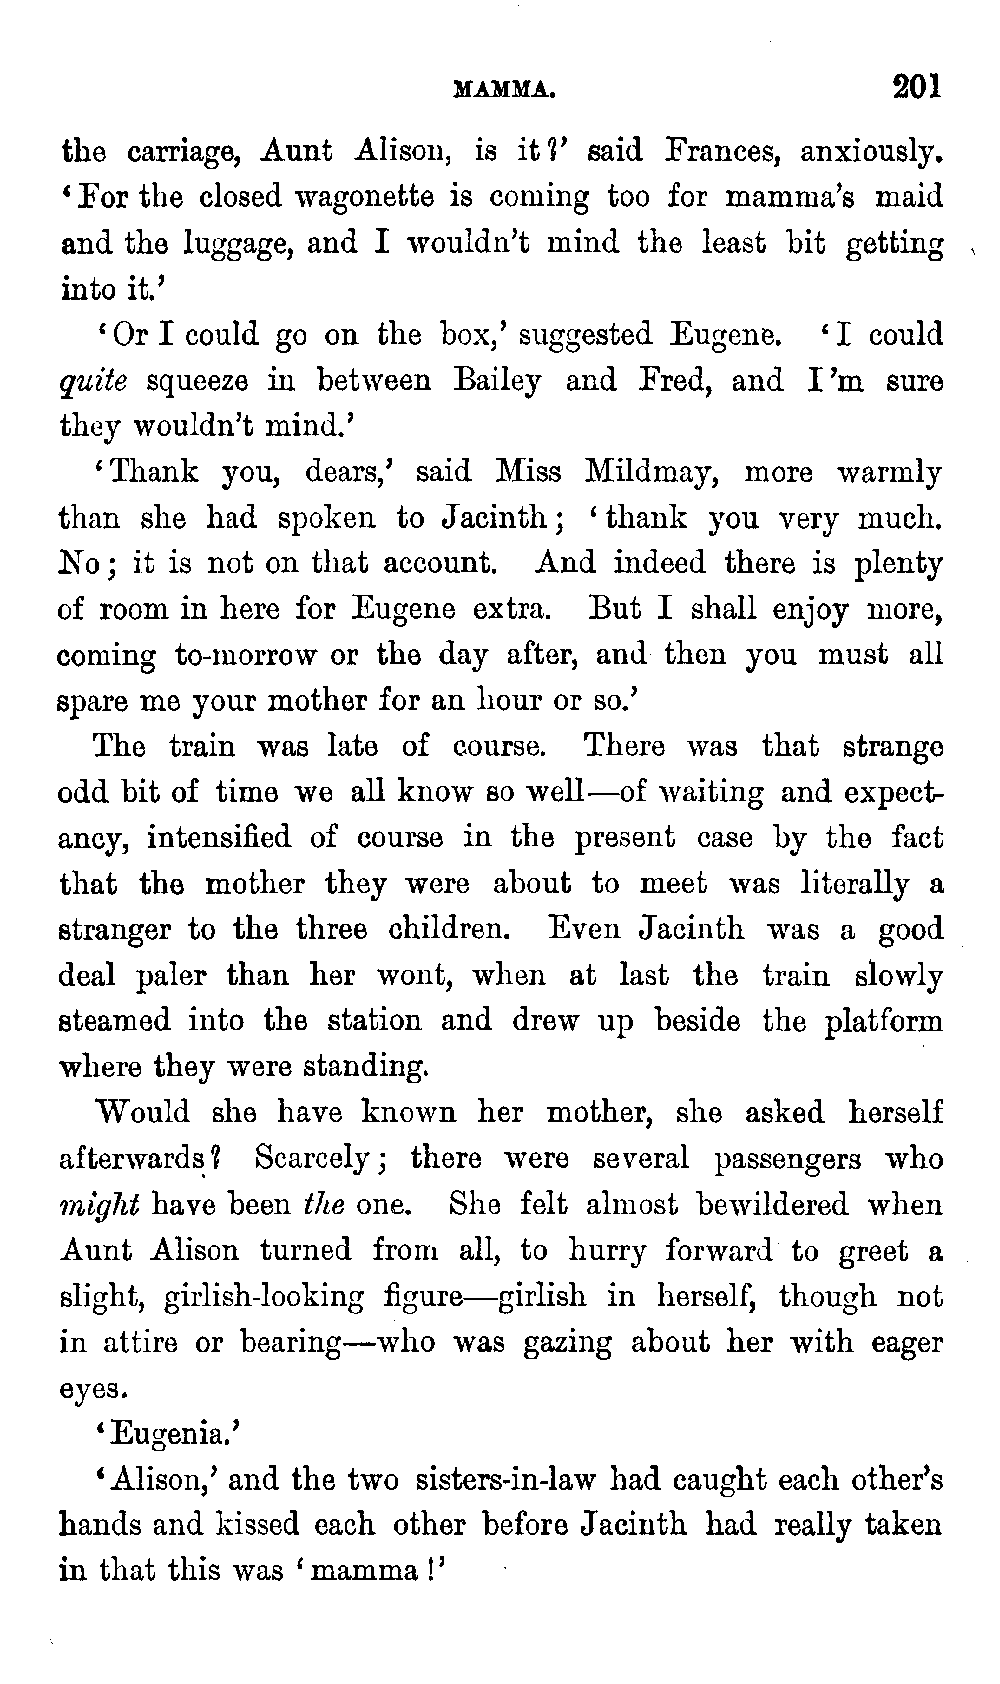 MAMMA. 201
the carriage, Aunt Alison, is it?’ said Frances, anxiously.
‘For the closed wagonette is coming too for mamma’s maid
and the luggage, and I wouldn’t mind the least bit getting
into it.’
‘Or I could go on the box,’ suggested Eugene. ‘I could
quite squeeze in between Bailey and Fred, and I’m sure
they wouldn’t mind.’
‘Thank you, dears,’ said Miss Mildmay, more warmly
than she had spoken to Jacinth; ‘thank you very much.
No; it is not on that account. And indeed there is plenty
of room in here for Eugene extra. But I shall enjoy more,
coming to-morrow or the day after, and then you must all
spare me your mother for an hour or so.’
The train was late of course. There was that strange
odd bit of time we all know so well—of waiting and expect-
ancy, intensified of course in the present case by the fact
that the mother they were about to meet was literally a
stranger to the three children. Even Jacinth was a good
deal paler than her wont, when at last the train slowly
steamed into the station and drew up beside the platform
where they were standing.
Would she have known her mother, she asked herself
afterwards? Scarcely; there were several passengers who
might have been the one. She felt almost bewildered when
Aunt Alison turned from all, to hurry forward to greet a
slight, girlish-looking figure—girlish in herself, though not
in attire or bearing—who was gazing about her with eager
eyes.
‘Eugenia.’
‘Alison,’ and the two sisters-in-law had caught each other’s
hands and kissed each other before Jacinth had really taken
in that this was ‘mamma!’